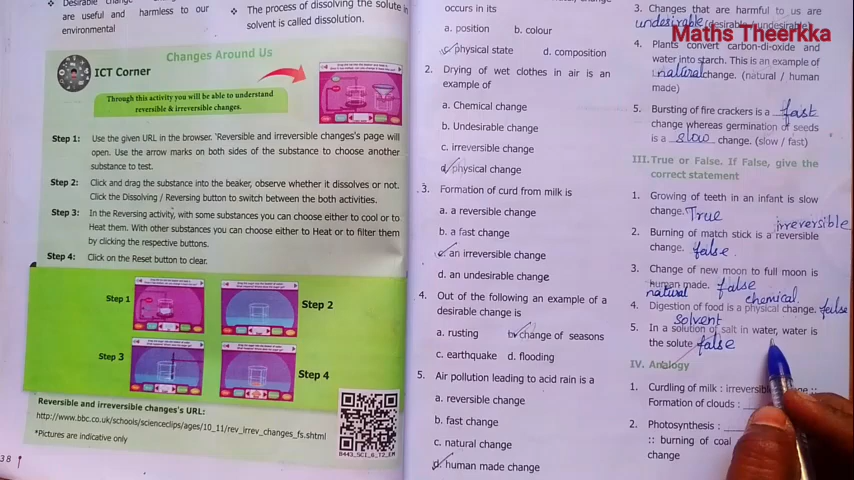 Desirable
are useful and harmless to our
environmental
The process of dissolving the solute in
solvent is called dissolution.
Changes Around Us
ICT Corner
Through this activity you will be able to understand
reversible & irreversible changes.
Step 1: Use the given URL in the browser. 'Reversible and irreversible changes's page will
open. Use the arrow marks on both sides of the substance to choose another
substance to test.
Step 2: Click and drag the substance into the beaker, observe whether it dissolves or not.
Click the Dissolving / Reversing button to switch between the both activities.
Step 3: In the Reversing activity, with some substances you can choose either to cool or to
Heat them. With other substances you can choose either to Heat or to filter them
by clicking the respective buttons.
Step 4: Click on the Reset button to clear.
Step 1
Step 2
Step 3
Step 4
Reversible and irreversible changes's URL:
http://www.bbc.co.uk/schools/scienceclips/ages/10_11/rev_irrev_changes_fs.shtml
*Pictures are indicative only
B443_SCI_6_T2_EM
38
occurs in its
a. position b. colour
c. physical state d. composition
2. Drying of wet clothes in air is an
example of
a. Chemical change
b. Undesirable change
c. irreversible change
d. physical change
3. Formation of curd from milk is
a. a reversible change
b. a fast change
c. an irreversible change
d. an undesirable change
4. Out of the following an example of a
desirable change is
a. rusting b. change of seasons
c. earthquake d. flooding
5. Air pollution leading to acid rain is a
a. reversible change
b. fast change
c. natural change
d. human made change
3. Changes that are harmful to us are
undesirable (desirable / undesirable)
Maths Theerkka
4. Plants convert carbon-di-oxide and
water into starch. This is an example of
natural change. (natural / human
made)
5. Bursting of fire crackers is a fast
change whereas germination of seeds
is a slow change. (slow / fast)
III. True or False. If False, give the
correct statement
1. Growing of teeth in an infant is slow
change. True
irreversible
2. Burning of match stick is a reversible
change. false.
3. Change of new moon to full moon is
human made. false
natural chemical.
4. Digestion of food is a physical change. false
solvent
5. In a solution of salt in water, water is
the solute. false
IV. Analogy
1. Curdling of milk : irreversible
::
Formation of clouds :
2. Photosynthesis :
:: burning of coal
change